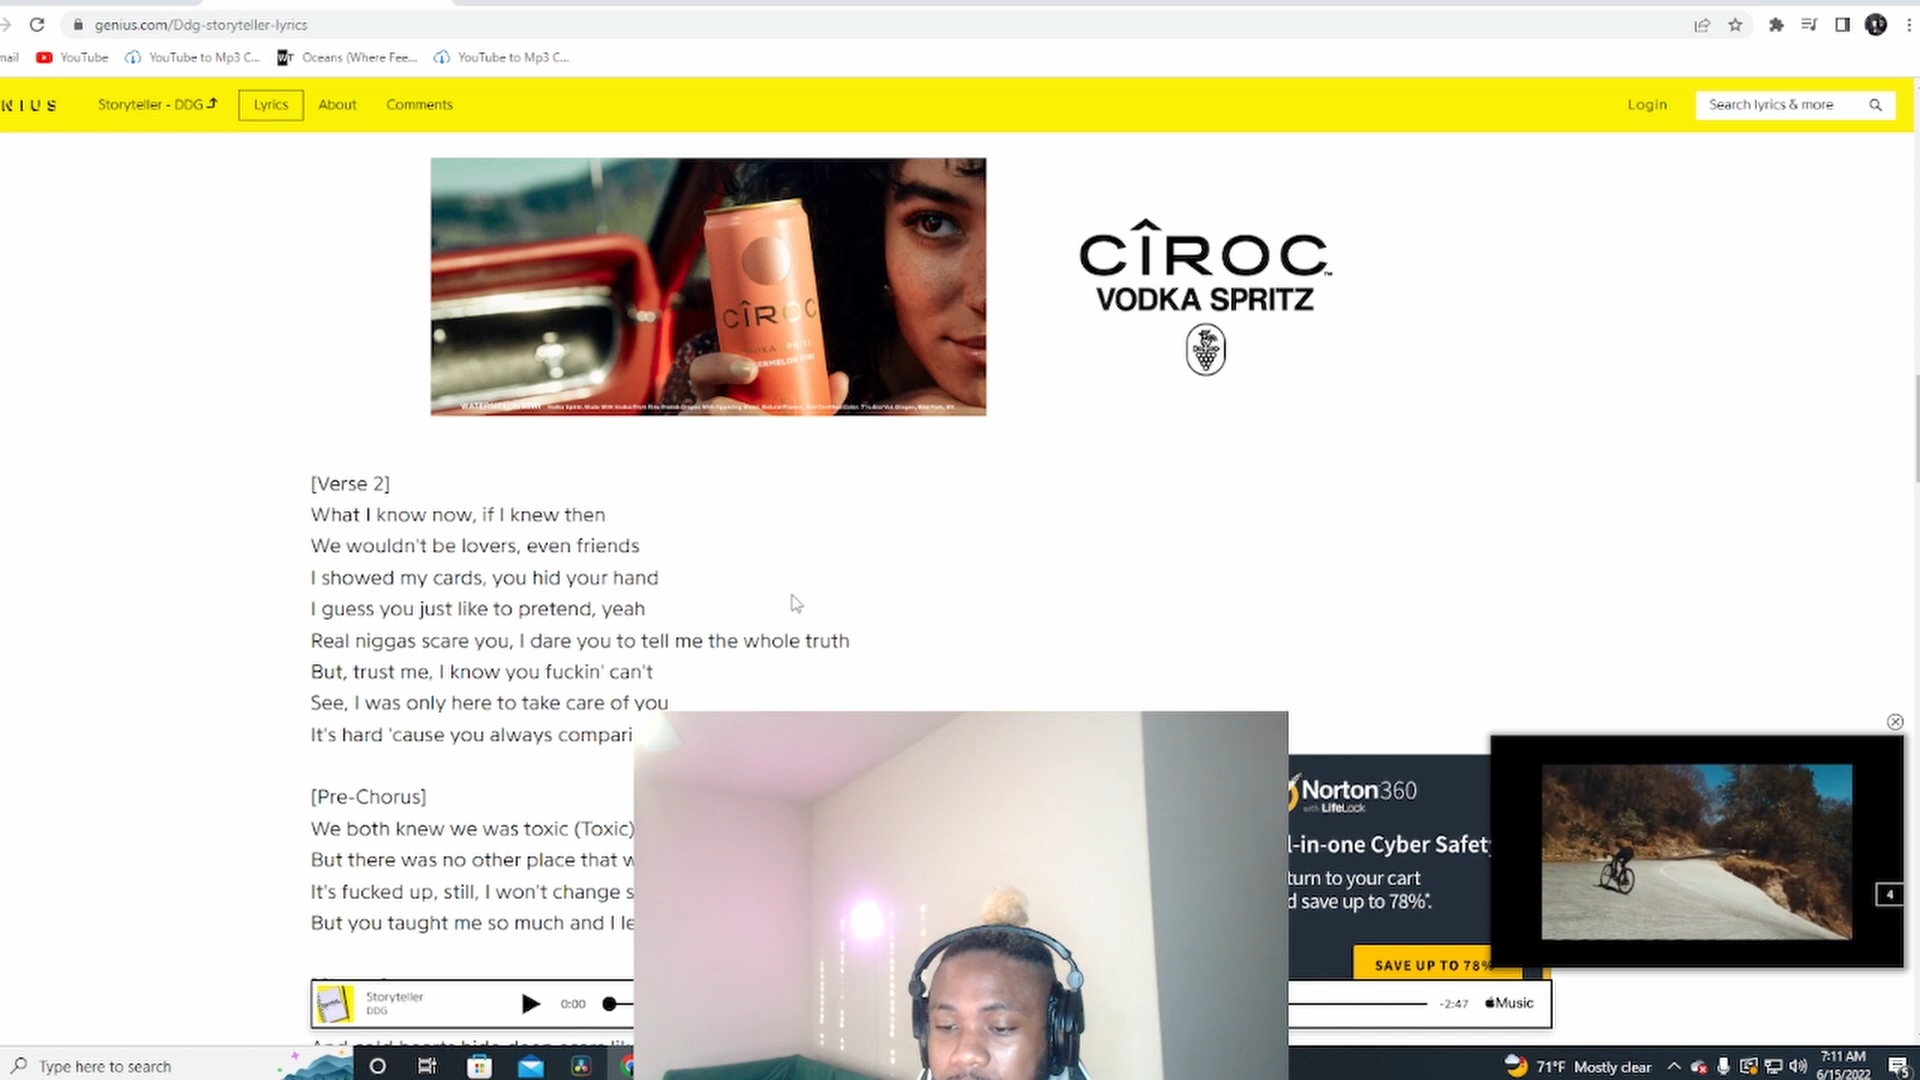 genius.com/Ddg-storyteller-lyrics
mail YouTube YouTube to Mp3 C... WT Oceans (Where Fee... YouTube to Mp3 C...
NIUS Storyteller - DDG Lyrics About Comments Login Search lyrics & more
CÎROC
CÎROC™
VODKA SPRITZ
[Verse 2]
What I know now, if I knew then
We wouldn't be lovers, even friends
I showed my cards, you hid your hand
I guess you just like to pretend, yeah
Real niggas scare you, I dare you to tell me the whole truth
But, trust me, I know you fuckin' can't
See, I was only here to take care of you
It's hard 'cause you always compari
[Pre-Chorus]
We both knew we was toxic (Toxic)
But there was no other place that w
It's fucked up, still, I won't change s
But you taught me so much and I le
Norton360
with LifeLock
l-in-one Cyber Safety
turn to your cart
d save up to 78%*.
SAVE UP TO 78%
4
Storyteller
DDG
0:00
-2:47
Music
Type here to search
71°F Mostly clear
7:11 AM
6/15/2022
5